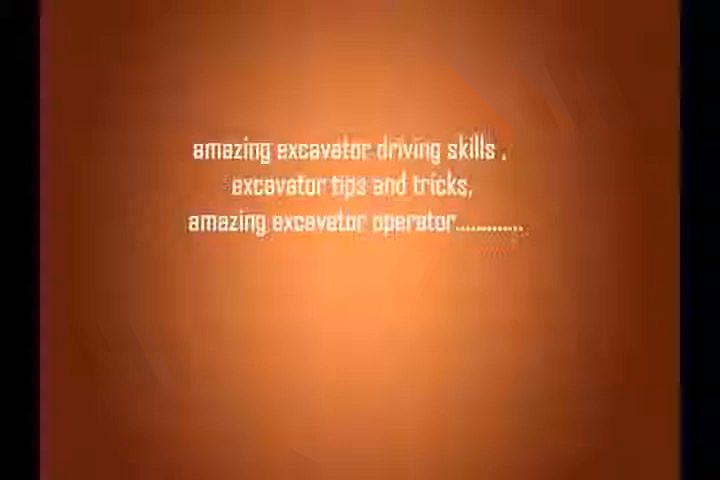 amazing excavator driving skills ,
excavator tips and tricks,
amazing excavator operator.............